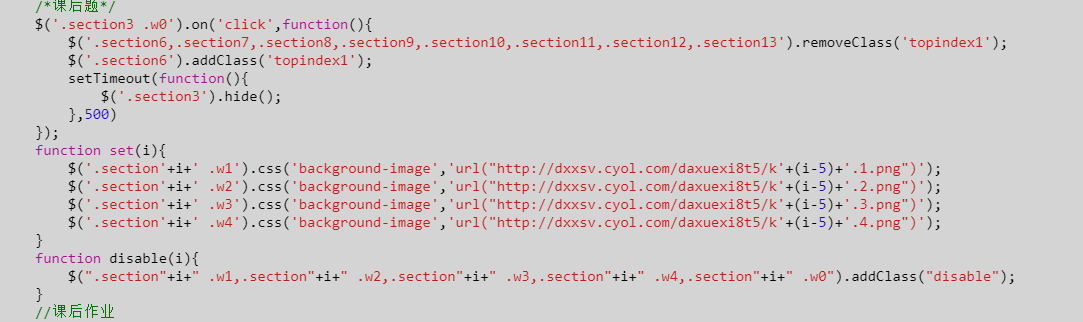 /*课后题*/
$('.section3 .w0').on('click',function(){
    $('.section6,.section7,.section8,.section9,.section10,.section11,.section12,.section13').removeClass('topindex1');
    $('.section6').addClass('topindex1');
    setTimeout(function(){
        $('.section3').hide();
    },500)
});
function set(i){
    $('.section'+i+' .w1').css('background-image','url("http://dxxsv.cyol.com/daxuexi8t5/k'+(i-5)+'.1.png")');
    $('.section'+i+' .w2').css('background-image','url("http://dxxsv.cyol.com/daxuexi8t5/k'+(i-5)+'.2.png")');
    $('.section'+i+' .w3').css('background-image','url("http://dxxsv.cyol.com/daxuexi8t5/k'+(i-5)+'.3.png")');
    $('.section'+i+' .w4').css('background-image','url("http://dxxsv.cyol.com/daxuexi8t5/k'+(i-5)+'.4.png")');
}
function disable(i){
    $(".section"+i+" .w1,.section"+i+" .w2,.section"+i+" .w3,.section"+i+" .w4,.section"+i+" .w0").addClass("disable");
}
//课后作业